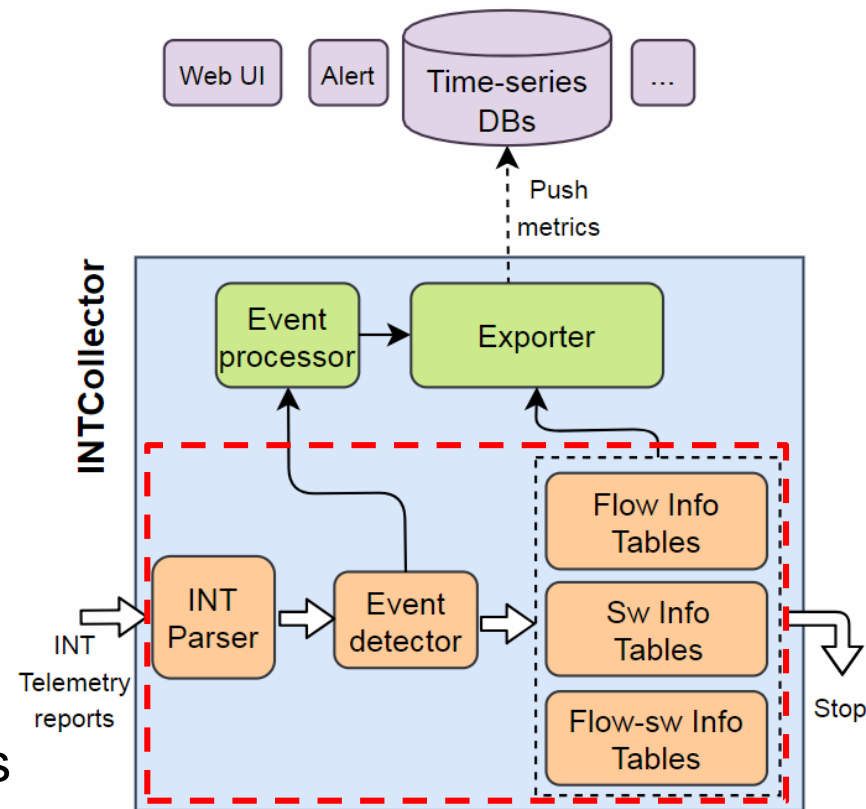 Web UI
Alert
Time-series
DBs
...
Push
metrics
INTCollector
Event
processor
Exporter
Flow Info
Tables
INT
Parser
Event
detector
Sw Info
Tables
INT
Telemetry
reports
Flow-sw Info
Tables
Stop
s